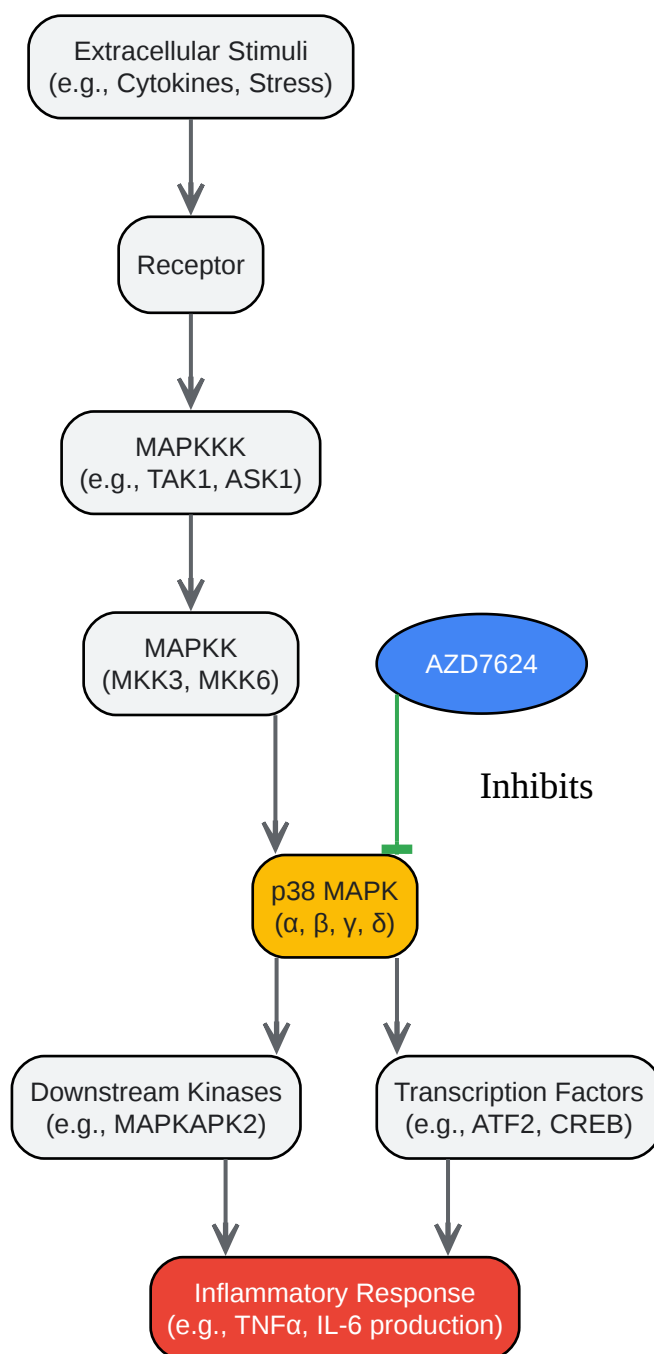 Extracellular Stimuli
(e.g., Cytokines, Stress)
Receptor
MAPKKK
(e.g., TAK1, ASK1)
MAPKK
(MKK3, MKK6)
AZD7624
Inhibits
p38 MAPK
(α, β, γ, δ)
Downstream Kinases
(e.g., MAPKAPK2)
Transcription Factors
(e.g., ATF2, CREB)
Inflammatory Response
(e.g., TNFα, IL-6 production)